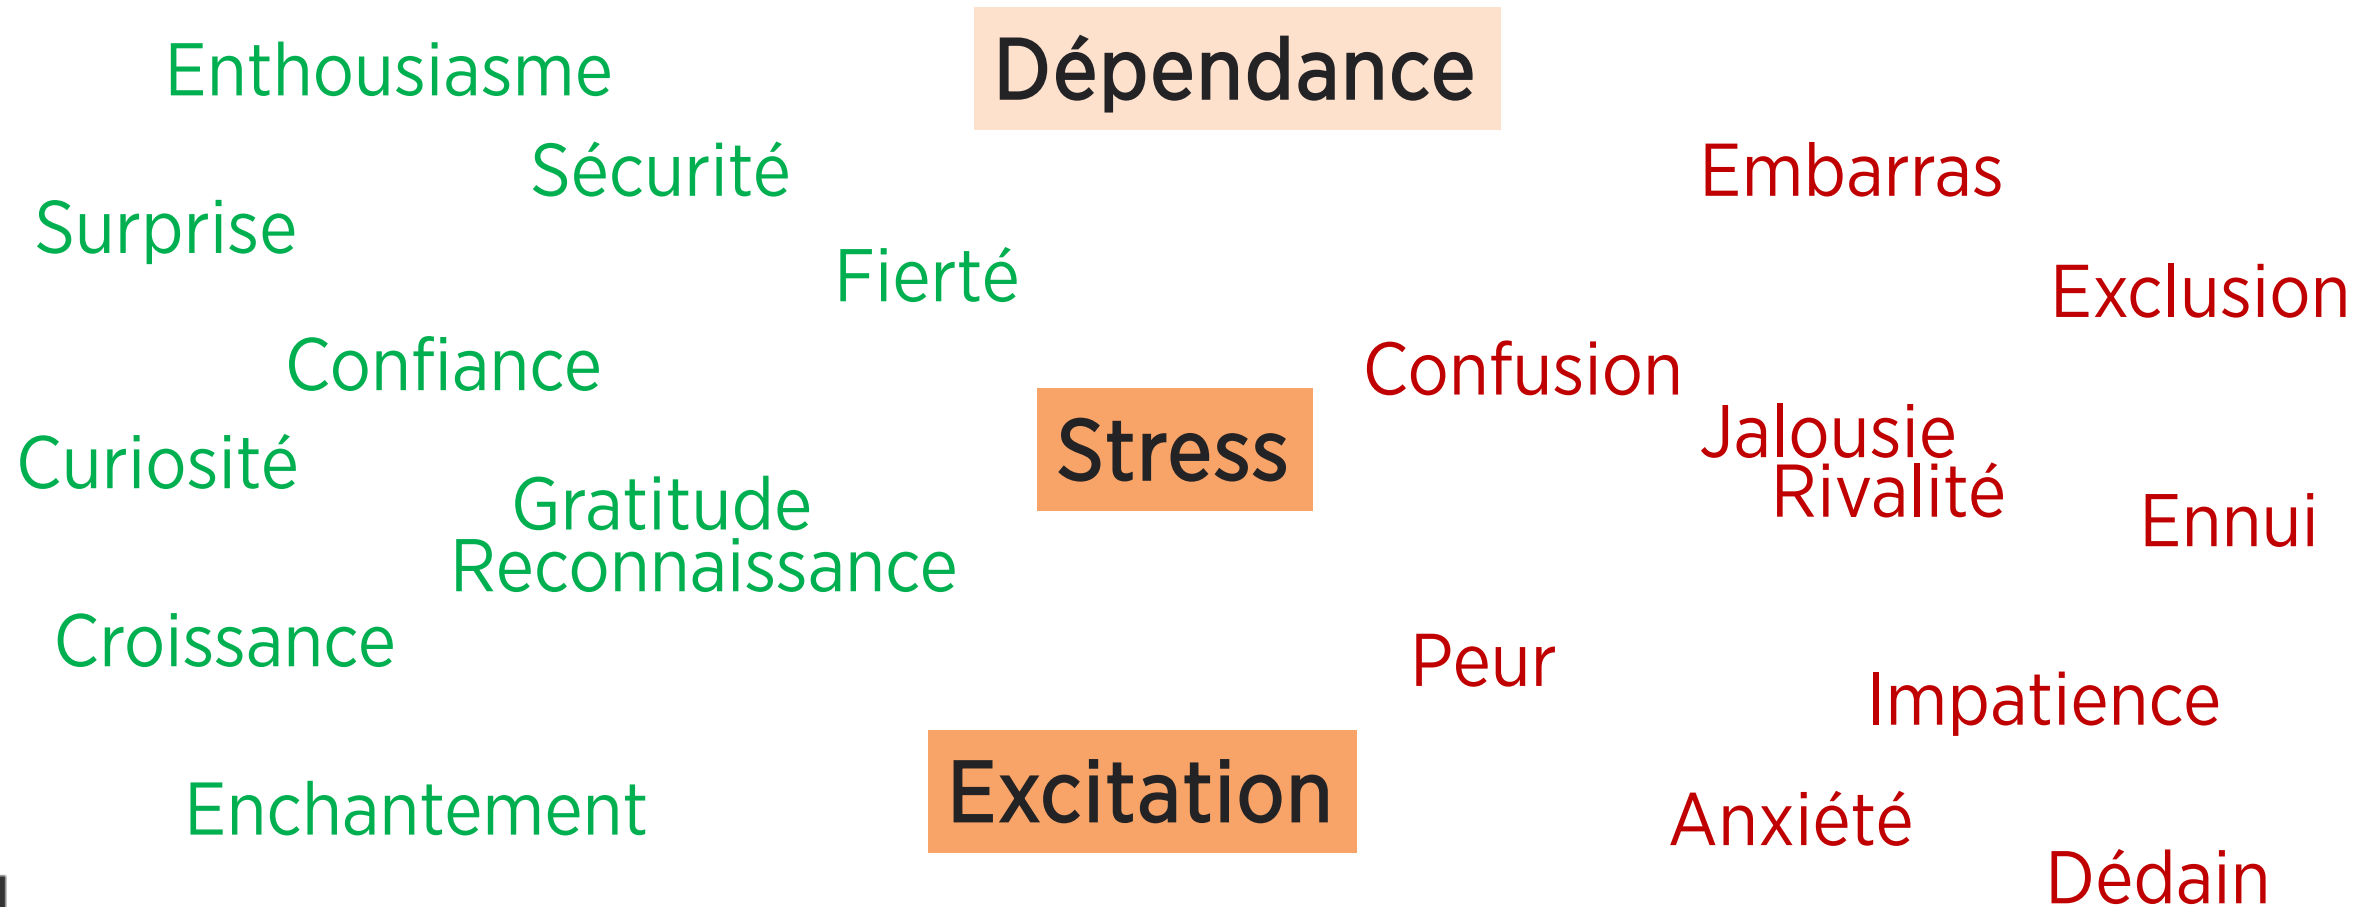 Enthousiasme
Dépendance
Sécurité
Embarras
Surprise
Fierté
Exclusion
Confiance
Confusion
Stress
Jalousie
Rivalité
Curiosité
Gratitude
Reconnaissance
Ennui
Croissance
Peur
Impatience
Enchantement
Excitation
Anxiété
Dédain